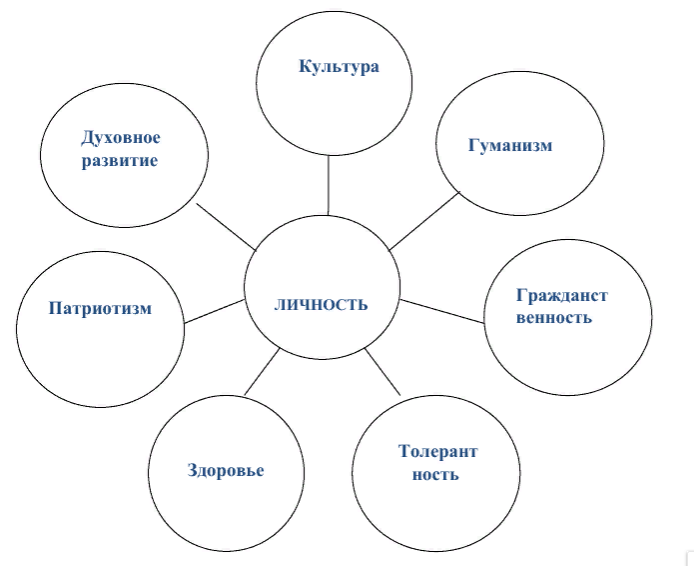 Культура
Духовное
развитие
Гуманизм
Патриотизм
ЛИЧНОСТЬ
Гражданст
венность
Здоровье
Толерант
ность